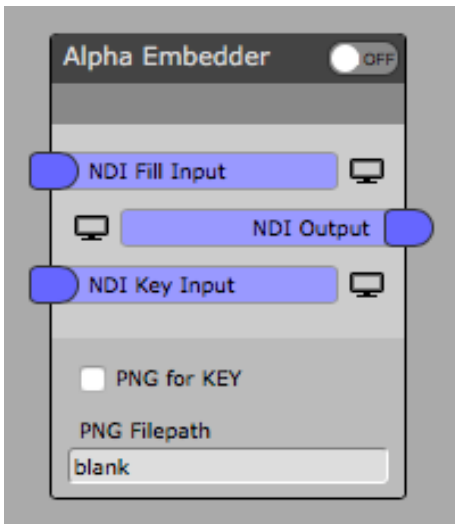 Alpha Embedder OFF
NDI Fill Input
NDI Output
NDI Key Input
PNG for KEY
PNG Filepath
blank